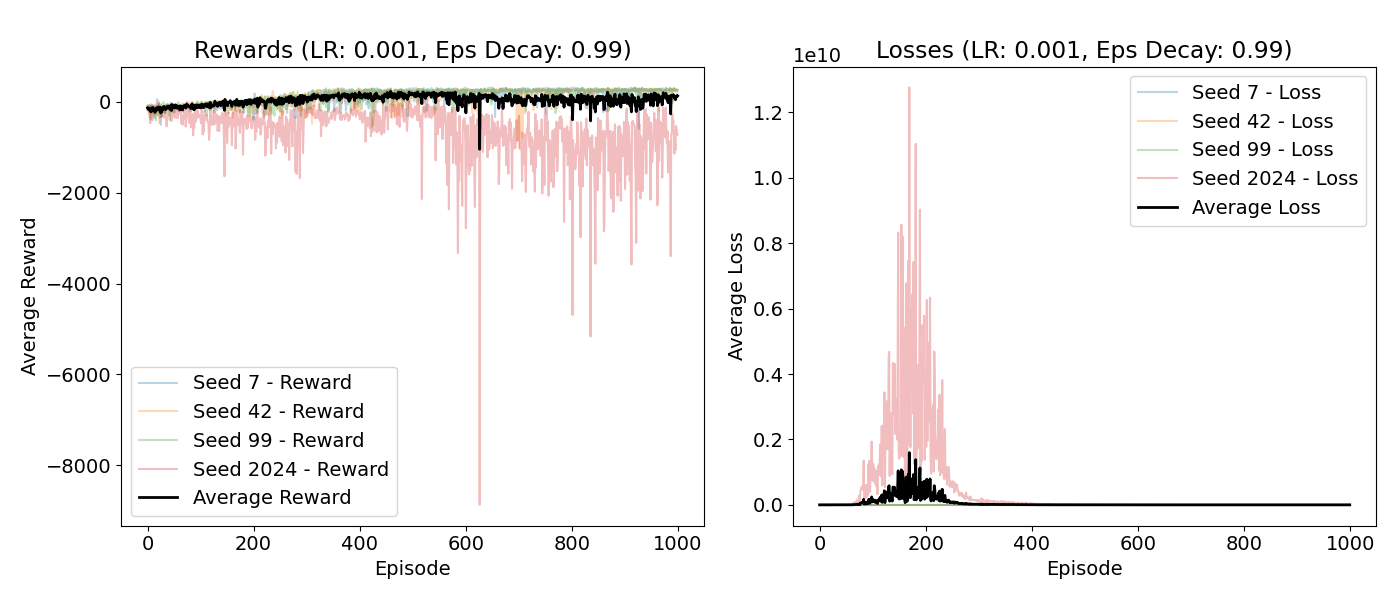 Rewards (LR: 0.001, Eps Decay: 0.99)
0
−2000
−4000
−6000
−8000
Average Reward
Seed 7 - Reward
Seed 42 - Reward
Seed 99 - Reward
Seed 2024 - Reward
Average Reward
0 200 400 600 800 1000
Episode
Losses (LR: 0.001, Eps Decay: 0.99)
1e10
1.2
1.0
0.8
0.6
0.4
0.2
0.0
Average Loss
Seed 7 - Loss
Seed 42 - Loss
Seed 99 - Loss
Seed 2024 - Loss
Average Loss
0 200 400 600 800 1000
Episode